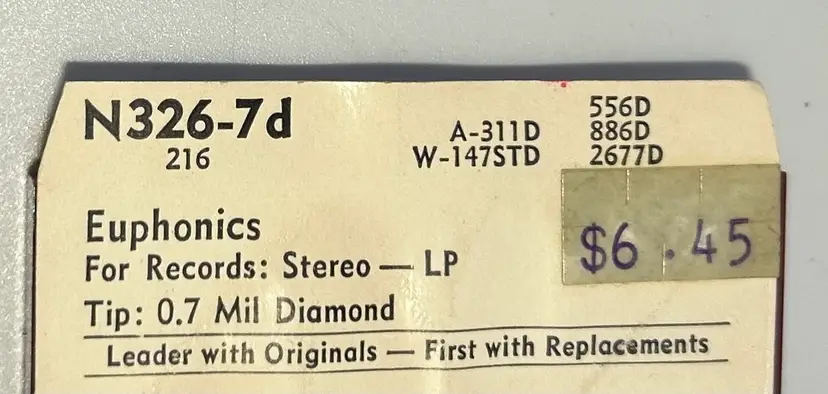 N326-7d
216
A-311D
W-147STD
556D
886D
2677D
$6.45
Euphonics
For Records: Stereo — LP
Tip: 0.7 Mil Diamond
Leader with Originals — First with Replacements